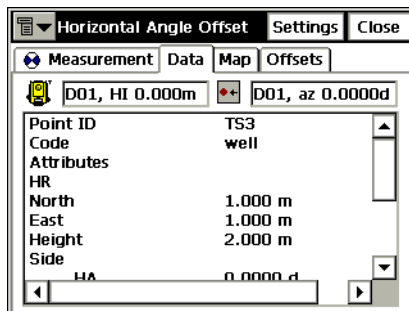 Horizontal Angle Offset Settings Close
Measurement Data Map Offsets
D01, HI 0.000m D01, az 0.0000d
Point ID TS3
Code well
Attributes
HR
North 1.000 m
East 1.000 m
Height 2.000 m
Side
HA 0.0000 d